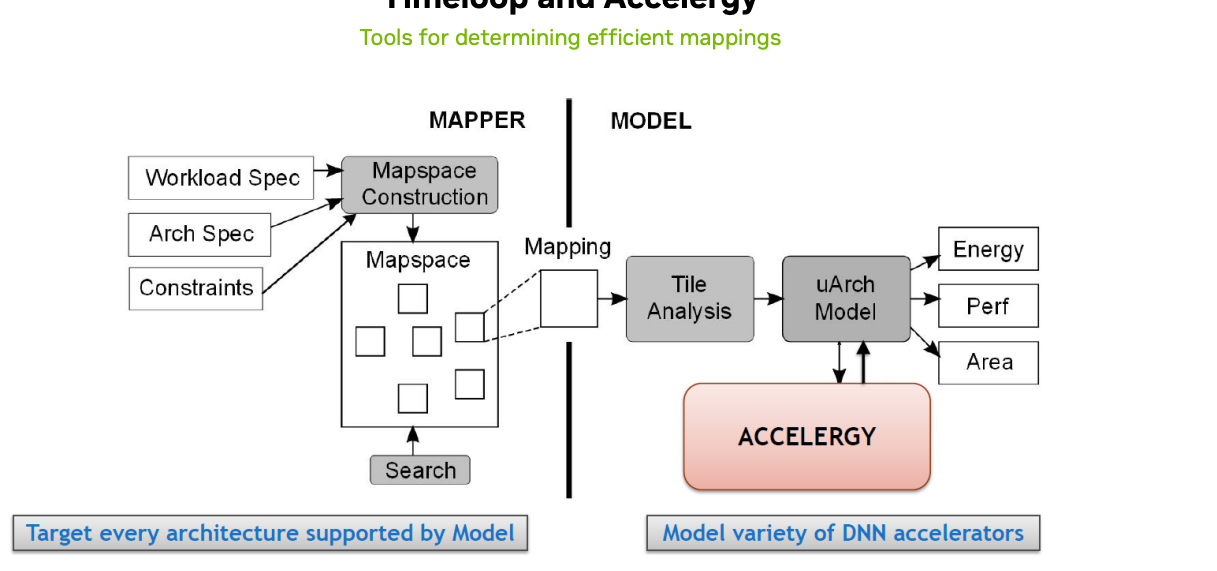 Timeloop and Accelergy
Tools for determining efficient mappings
MAPPER
MODEL
Workload Spec
Arch Spec
Constraints
Mapspace
Construction
Mapspace
Search
Mapping
Tile
Analysis
uArch
Model
Energy
Perf
Area
ACCELERGY
Target every architecture supported by Model
Model variety of DNN accelerators